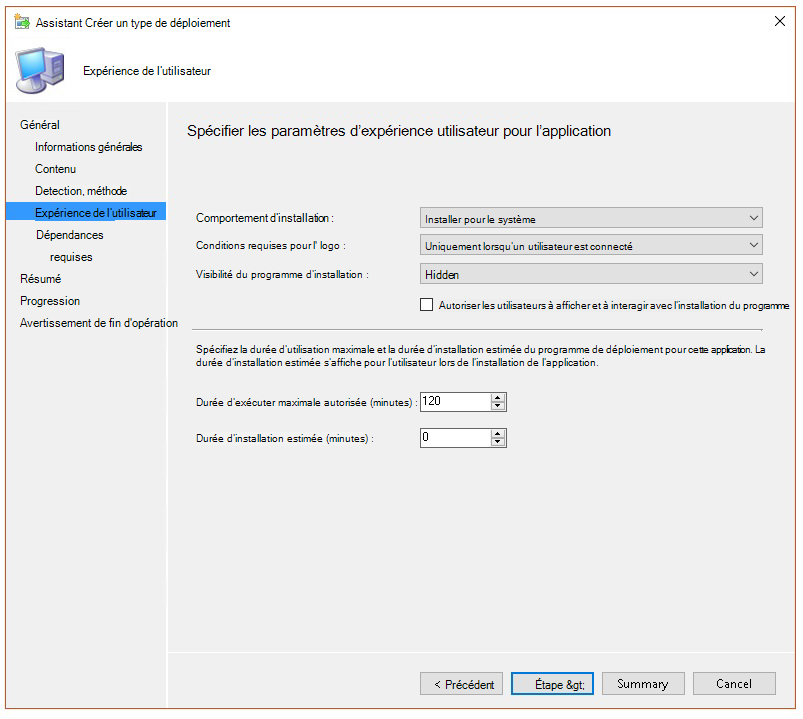 Assistant Créer un type de déploiement
Expérience de l'utilisateur
Général
Informations générales
Contenu
Detection, méthode
Expérience de l'utilisateur
Dépendances
requises
Résumé
Progression
Avertissement de fin d'opération
Spécifier les paramètres d'expérience utilisateur pour l'application
Comportement d'installation :
Installer pour le système
Conditions requises pour l' logo :
Uniquement lorsqu'un utilisateur est connecté
Visibilité du programme d'installation :
Hidden
Autoriser les utilisateurs à afficher et à interagir avec l'installation du programme
Spécifiez la durée d'utilisation maximale et la durée d'installation estimée du programme de déploiement pour cette application. La
durée d'installation estimée s'affiche pour l'utilisateur lors de l'installation de l'application.
Durée d'exécuter maximale autorisée (minutes) :
120
Durée d'installation estimée (minutes) :
0
< Précédent
Étape &gt;
Summary
Cancel